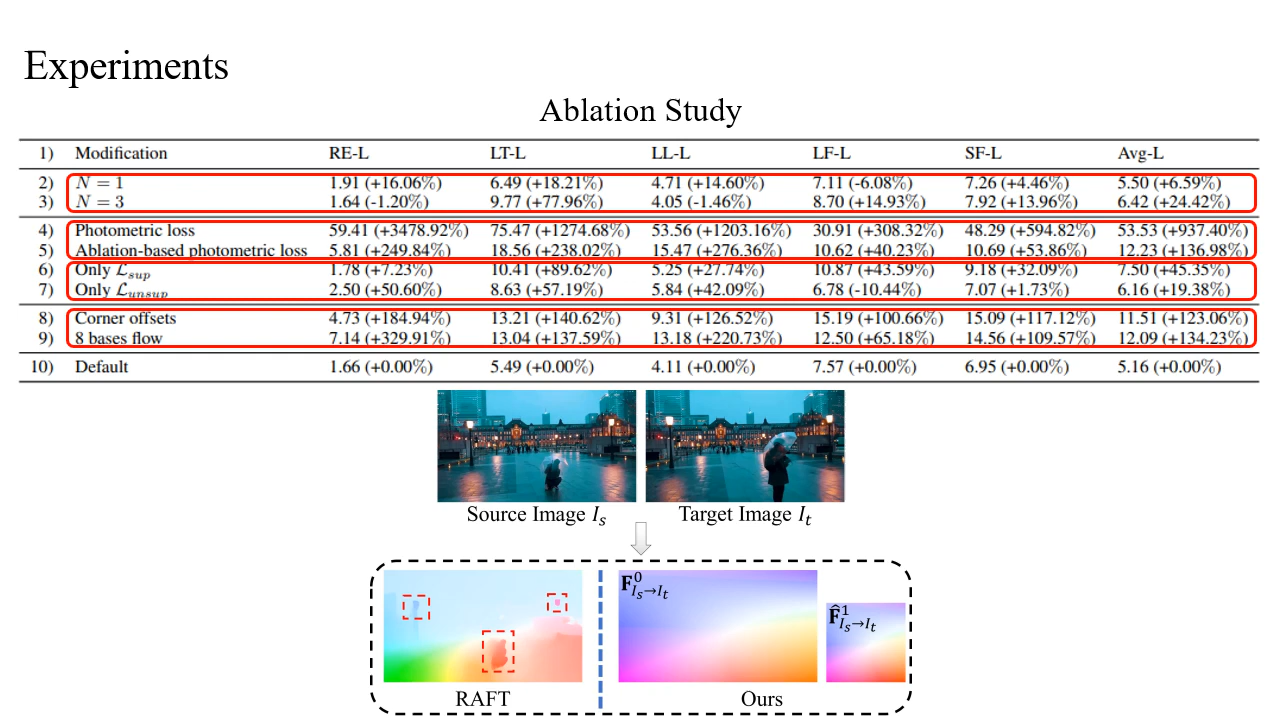 Experiments
Ablation Study
1) Modification RE-L LT-L LL-L LF-L SF-L Avg-L
2) N = 1 1.91 (+16.06%) 6.49 (+18.21%) 4.71 (+14.60%) 7.11 (-6.08%) 7.26 (+4.46%) 5.50 (+6.59%)
3) N = 3 1.64 (-1.20%) 9.77 (+77.96%) 4.05 (-1.46%) 8.70 (+14.93%) 7.92 (+13.96%) 6.42 (+24.42%)
4) Photometric loss 59.41 (+3478.92%) 75.47 (+1274.68%) 53.56 (+1203.16%) 30.91 (+308.32%) 48.29 (+594.82%) 53.53 (+937.40%)
5) Ablation-based photometric loss 5.81 (+249.84%) 18.56 (+238.02%) 15.47 (+276.36%) 10.62 (+40.23%) 10.69 (+53.86%) 12.23 (+136.98%)
6) Only ℒ_sup 1.78 (+7.23%) 10.41 (+89.62%) 5.25 (+27.74%) 10.87 (+43.59%) 9.18 (+32.09%) 7.50 (+45.35%)
7) Only ℒ_unsup 2.50 (+50.60%) 8.63 (+57.19%) 5.84 (+42.09%) 6.78 (-10.44%) 7.07 (+1.73%) 6.16 (+19.38%)
8) Corner offsets 4.73 (+184.94%) 13.21 (+140.62%) 9.31 (+126.52%) 15.19 (+100.66%) 15.09 (+117.12%) 11.51 (+123.06%)
9) 8 bases flow 7.14 (+329.91%) 13.04 (+137.59%) 13.18 (+220.73%) 12.50 (+65.18%) 14.56 (+109.57%) 12.09 (+134.23%)
10) Default 1.66 (+0.00%) 5.49 (+0.00%) 4.11 (+0.00%) 7.57 (+0.00%) 6.95 (+0.00%) 5.16 (+0.00%)
Source Image I_s Target Image I_t
F^0_{I_s→I_t}
F̂^1_{I_s→I_t}
RAFT Ours